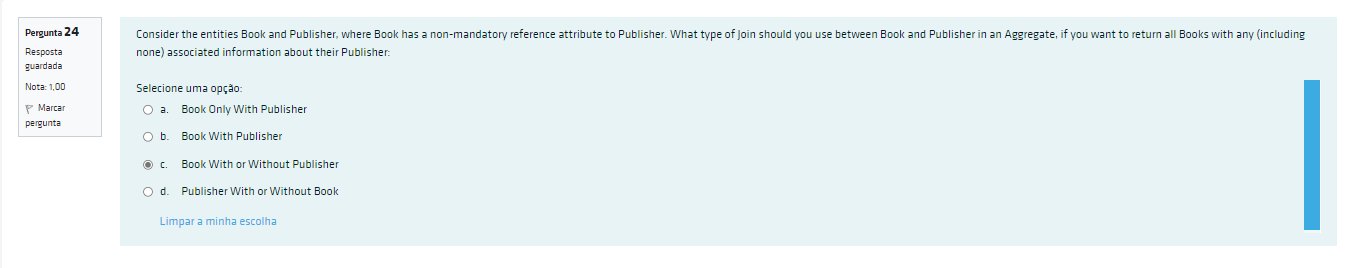 Pergunta 24
Resposta
guardada
Nota: 1,00
Marcar
pergunta
Consider the entities Book and Publisher, where Book has a non-mandatory reference attribute to Publisher. What type of Join should you use between Book and Publisher in an Aggregate, if you want to return all Books with any (including
none) associated information about their Publisher:
Selecione uma opção:
a. Book Only With Publisher
b. Book With Publisher
c. Book With or Without Publisher
d. Publisher With or Without Book
Limpar a minha escolha